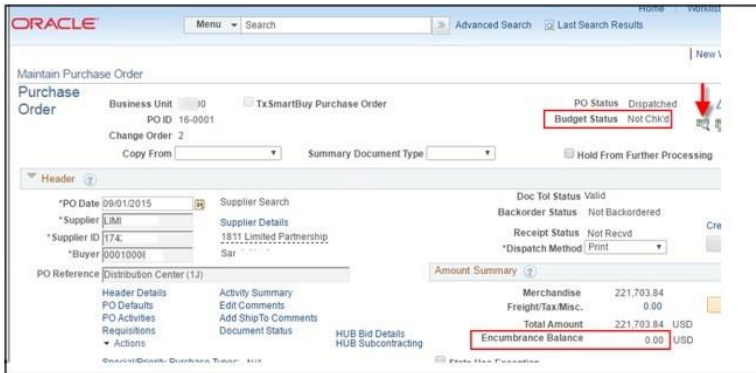 Home Worklist
ORACLE Menu Search Advanced Search Last Search Results
New
Maintain Purchase Order
Purchase Order
Business Unit TxSmartBuy Purchase Order PO Status Dispatched
PO ID 16-0001 Budget Status Not Chk'd
Change Order 2
Copy From Summary Document Type Hold From Further Processing
Header
*PO Date 09/01/2015 Supplier Search Doc Tol Status Valid
*Supplier LIMI Supplier Details Backorder Status Not Backordered
*Supplier ID 174 1811 Limited Partnership Receipt Status Not Recvd
*Buyer 0001000 Sar *Dispatch Method Print
PO Reference Distribution Center (1J) Amount Summary
Header Details Activity Summary Merchandise 221,703.84
PO Defaults Edit Comments Freight/Tax/Misc. 0.00
PO Activities Add ShipTo Comments Total Amount 221,703.84 USD
Requisitions Document Status HUB Bid Details Encumbrance Balance 0.00 USD
Actions HUB Subcontracting